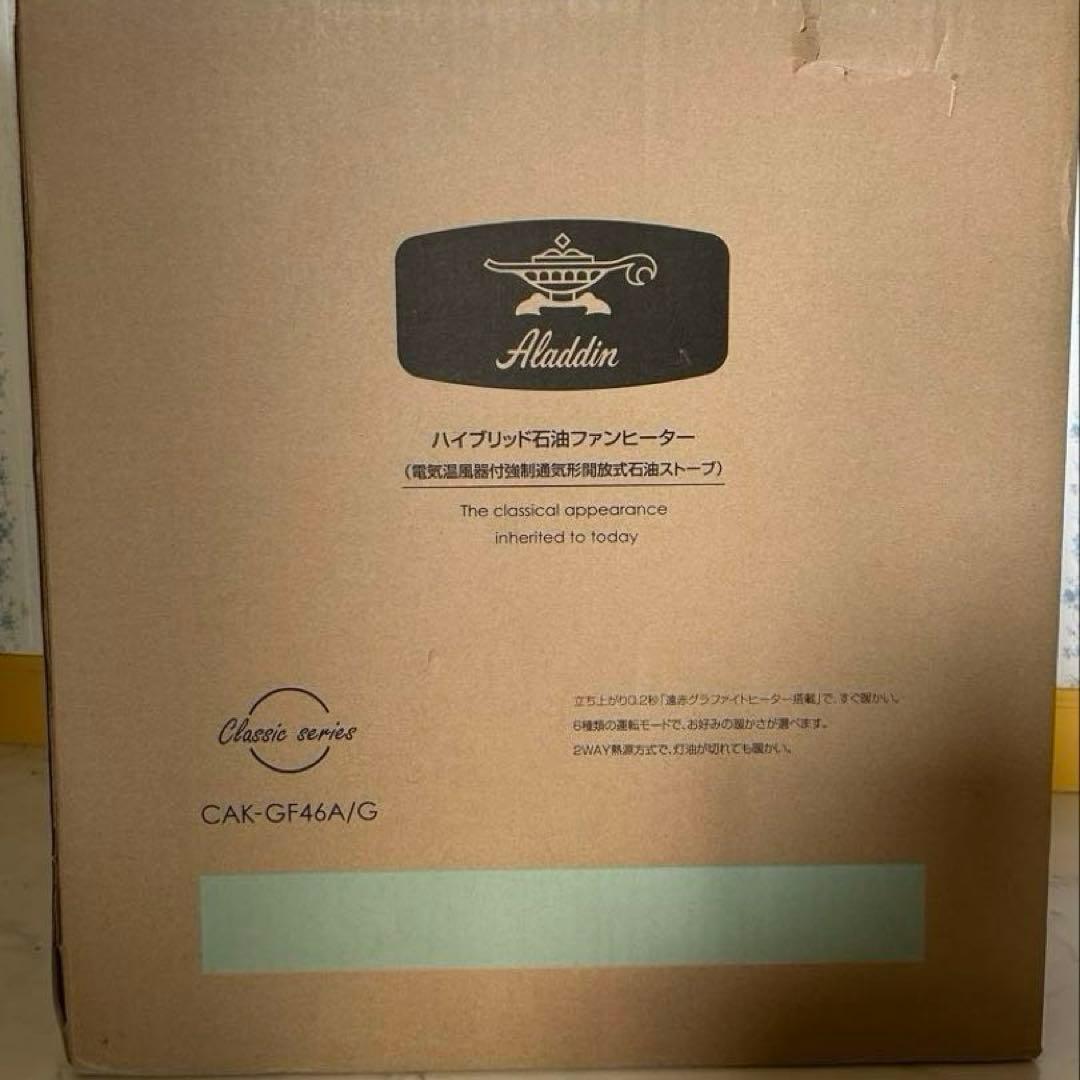 Aladdin
ハイブリッド石油ファンヒーター
（電気温風器付強制通気形開放式石油ストーブ）
The classical appearance
inherited to today
Classic series
CAK-GF46A/G
立ち上がり0.2秒「遠赤グラファイトヒーター搭載」で、すぐ暖かい。
6種類の運転モードで、お好みの暖かさが選べます。
2WAY熱源方式で、灯油が切れても暖かい。